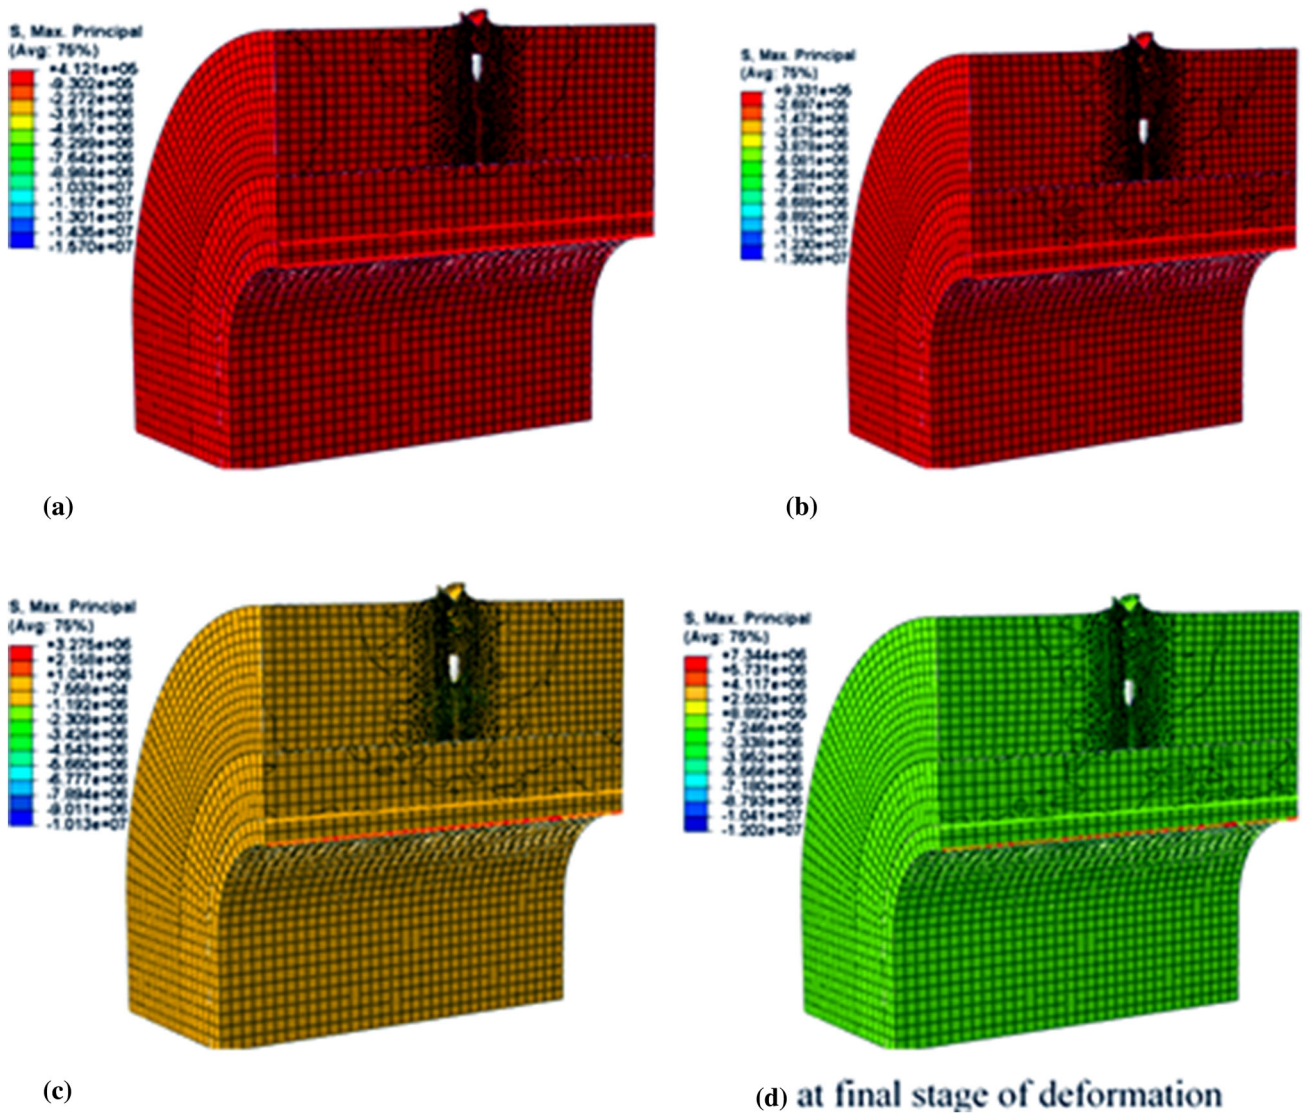 S, Max. Principal
(Avg: 75%)
+4.121e+05
-9.302e+05
-2.272e+06
-3.615e+06
-4.957e+06
-6.299e+06
-7.642e+06
-8.984e+06
-1.033e+07
-1.167e+07
-1.301e+07
-1.435e+07
-1.570e+07
(a)
S, Max. Principal
(Avg: 75%)
+9.331e+05
-2.697e+05
-1.473e+06
-2.675e+06
-3.878e+06
-5.081e+06
-6.284e+06
-7.487e+06
-8.689e+06
-9.892e+06
-1.110e+07
-1.230e+07
-1.350e+07
(b)
S, Max. Principal
(Avg: 75%)
+3.275e+06
+2.158e+06
+1.041e+06
-1.192e+06
-2.309e+06
-3.426e+06
-4.543e+06
-5.660e+06
-6.777e+06
-7.894e+06
-9.011e+06
-1.013e+07
(c)
S, Max. Principal
(Avg: 75%)
+7.344e+06
+5.731e+06
+4.117e+06
+2.503e+06
+8.892e+05
-7.246e+05
-2.338e+06
-3.952e+06
-5.566e+06
-7.180e+06
-8.793e+06
-1.041e+07
-1.202e+07
(d) at final stage of deformation